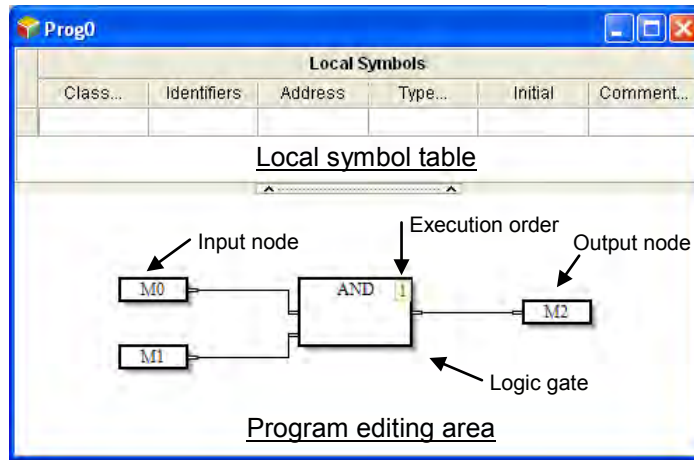 Prog0
Local Symbols
Class... Identifiers Address Type... Initial Comment...
Local symbol table
Execution order
Input node
Output node
M0
AND 1
M2
M1
Logic gate
Program editing area